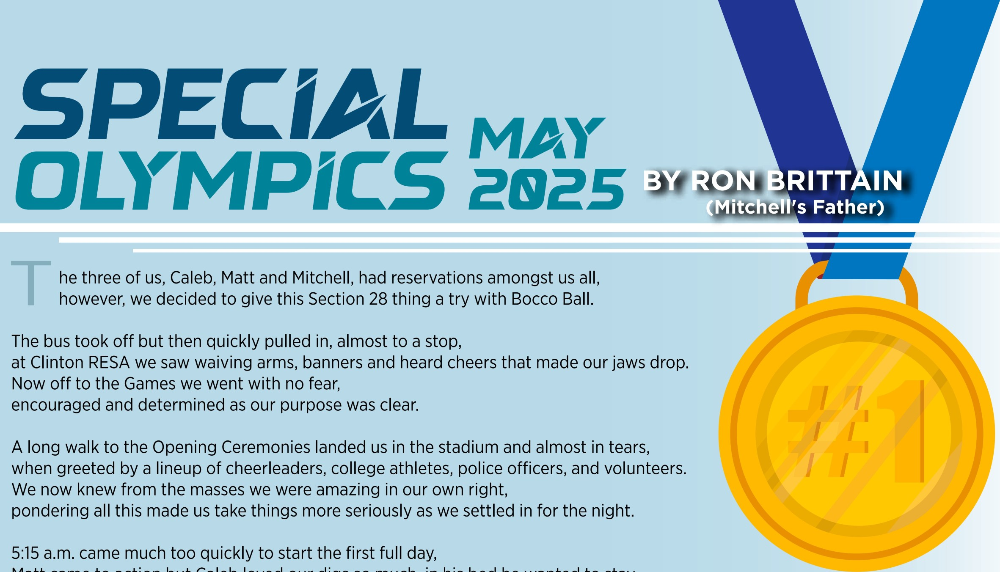 SPECIAL
OLYMPICS
MAY
2025
BY RON BRITTAIN
(Mitchell's Father)
The three of us, Caleb, Matt and Mitchell, had reservations amongst us all,
however, we decided to give this Section 28 thing a try with Bocco Ball.
The bus took off but then quickly pulled in, almost to a stop,
at Clinton RESA we saw waiving arms, banners and heard cheers that made our jaws drop.
Now off to the Games we went with no fear,
encouraged and determined as our purpose was clear.
A long walk to the Opening Ceremonies landed us in the stadium and almost in tears,
when greeted by a lineup of cheerleaders, college athletes, police officers, and volunteers.
We now knew from the masses we were amazing in our own right,
pondering all this made us take things more seriously as we settled in for the night.
5:15 a.m. came much too quickly to start the first full day,
Matt came to action but Caleb loved our digs so much, in his bed he wanted to stay
#1